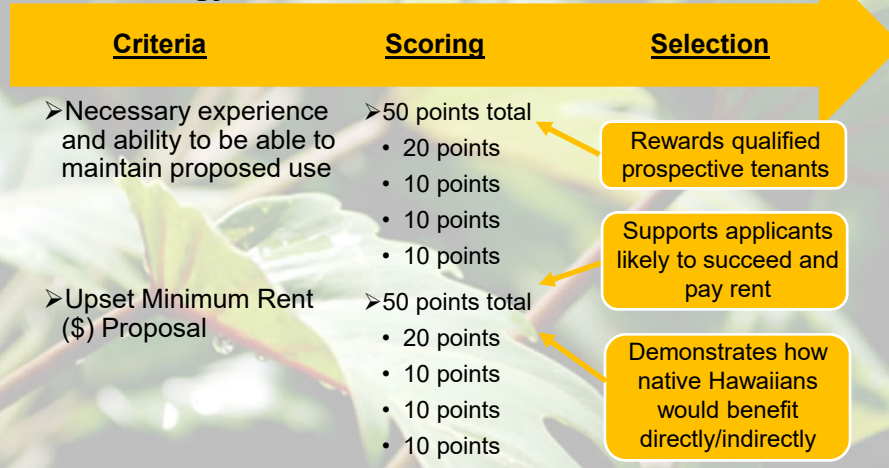 Criteria
Scoring
Selection
➢Necessary experience
and ability to be able to
maintain proposed use
➢50 points total
• 20 points
• 10 points
• 10 points
• 10 points
Rewards qualified
prospective tenants
Supports applicants
likely to succeed and
pay rent
➢Upset Minimum Rent
($) Proposal
➢50 points total
• 20 points
• 10 points
• 10 points
• 10 points
Demonstrates how
native Hawaiians
would benefit
directly/indirectly